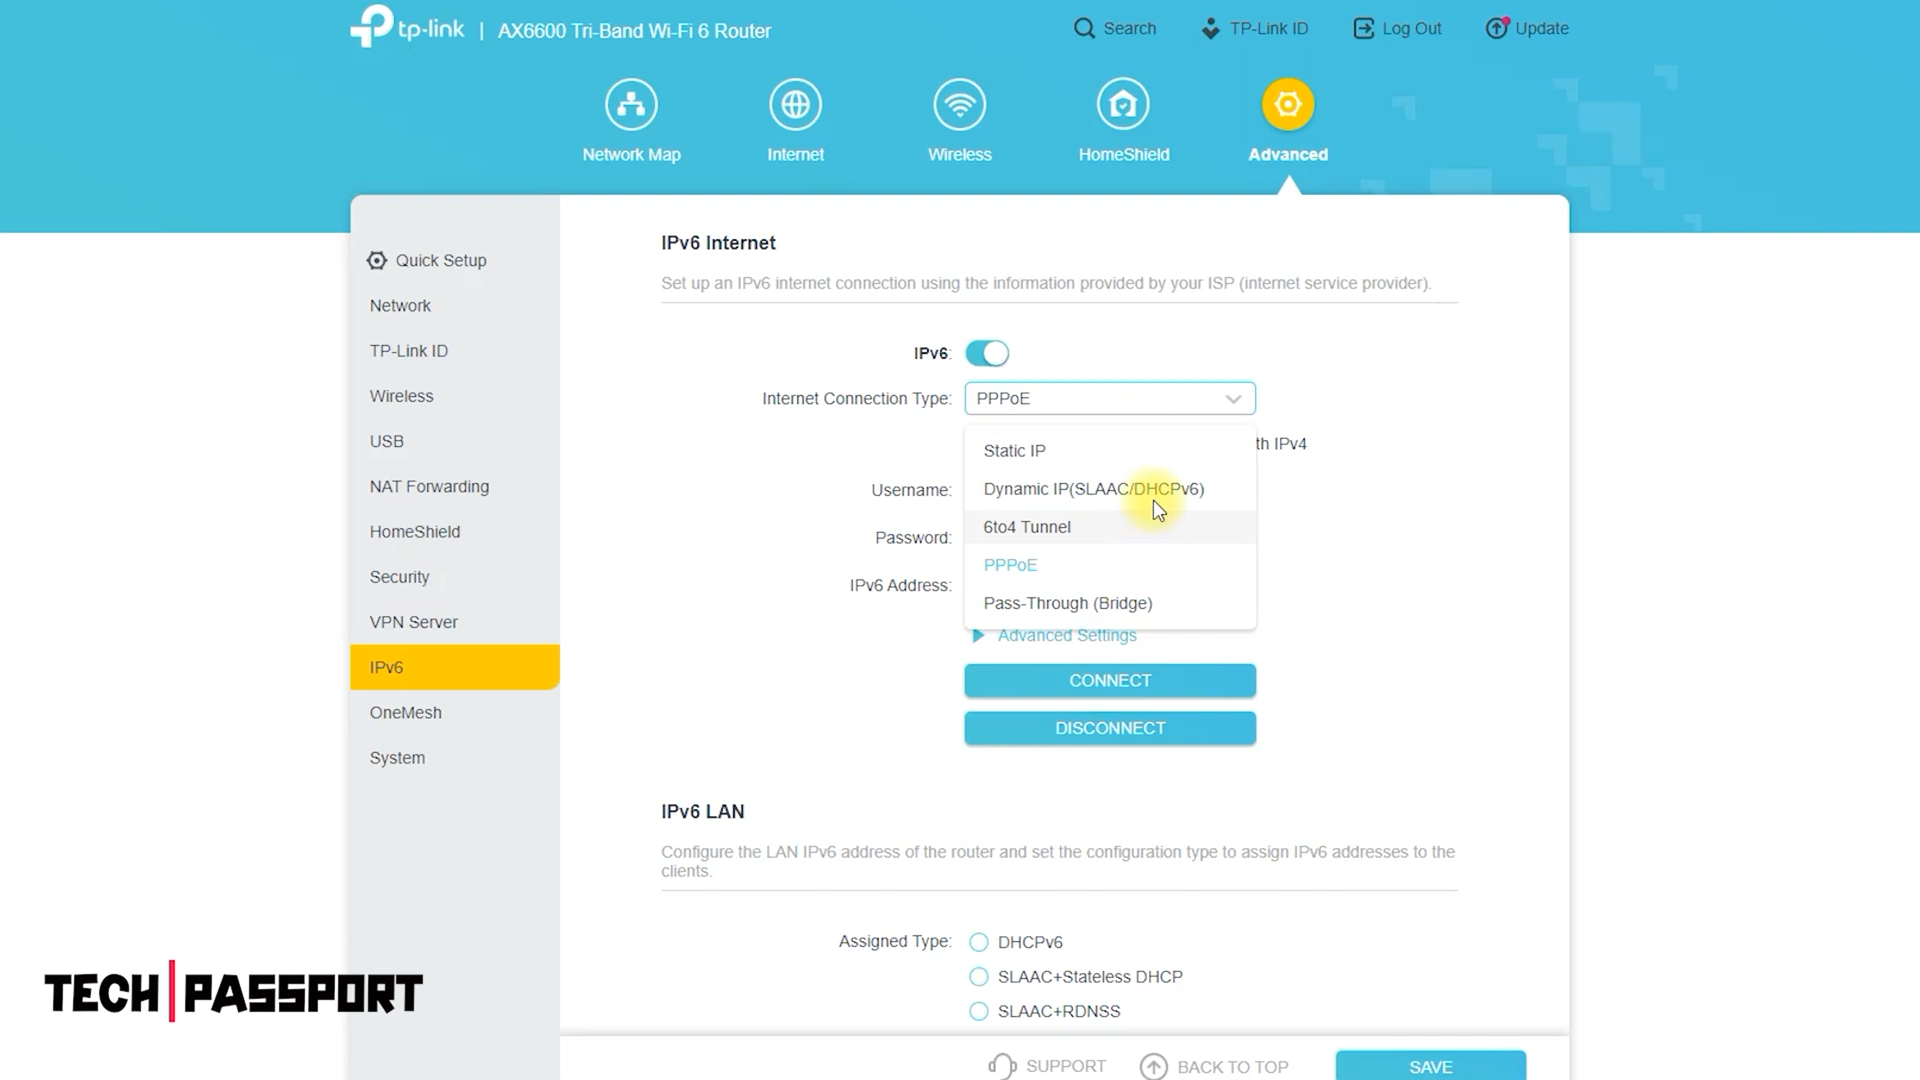 tp-link | AX6600 Tri-Band Wi-Fi 6 Router
Search
TP-Link ID
Log Out
Update
Network Map
Internet
Wireless
HomeShield
Advanced
Quick Setup
Network
TP-Link ID
Wireless
USB
NAT Forwarding
HomeShield
Security
VPN Server
IPv6
OneMesh
System
IPv6 Internet
Set up an IPv6 internet connection using the information provided by your ISP (internet service provider).
IPv6:
Internet Connection Type: PPPoE
th IPv4
Static IP
Dynamic IP(SLAAC/DHCPv6)
6to4 Tunnel
PPPoE
Pass-Through (Bridge)
Username:
Password:
IPv6 Address:
Advanced Settings
CONNECT
DISCONNECT
IPv6 LAN
Configure the LAN IPv6 address of the router and set the configuration type to assign IPv6 addresses to the
clients.
Assigned Type: DHCPv6
SLAAC+Stateless DHCP
SLAAC+RDNSS
SUPPORT
BACK TO TOP
SAVE
TECH|PASSPORT